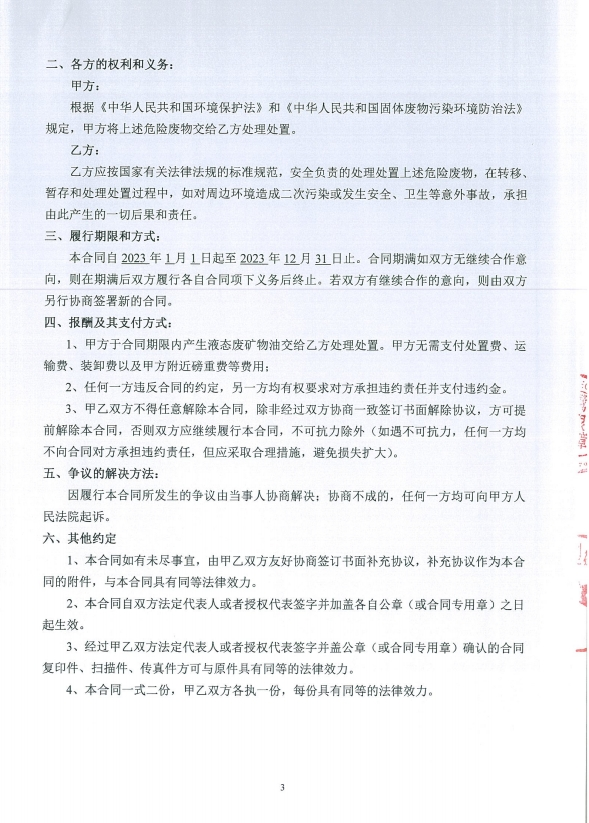 二、各方的权利和义务：
甲方：
根据《中华人民共和国环境保护法》和《中华人民共和国固体废物污染环境防治法》
规定，甲方将上述危险废物交给乙方处理处置。
乙方：
乙方应按国家有关法律法规的标准规范，安全负责的处理处置上述危险废物，在转移、
暂存和处理处置过程中，如对周边环境造成二次污染或发生安全、卫生等意外事故，承担
由此产生的一切后果和责任。
三、履行期限和方式：
本合同自 2023 年 1 月 1 日起至 2023 年 12 月 31 日止。合同期满如双方无继续合作意
向，则在期满后双方履行各自合同项下义务后终止。若双方有继续合作的意向，则由双方
另行协商签署新的合同。
四、报酬及其支付方式：
1、甲方于合同期限内产生液态废矿物油交给乙方处理处置。甲方无需支付处置费、运
输费、装卸费以及甲方附近磅重费等费用；
2、任何一方违反合同的约定，另一方均有权要求对方承担违约责任并支付违约金。
3、甲乙双方不得任意解除本合同，除非经过双方协商一致签订书面解除协议，方可提
前解除本合同，否则双方应继续履行本合同，不可抗力除外（如遇不可抗力，任何一方均
不向合同对方承担违约责任，但应采取合理措施，避免损失扩大）。
五、争议的解决方法：
因履行本合同所发生的争议由当事人协商解决；协商不成的，任何一方均可向甲方人
民法院起诉。
六、其他约定
1、本合同如有未尽事宜，由甲乙双方友好协商签订书面补充协议，补充协议作为本合
同的附件，与本合同具有同等法律效力。
2、本合同自双方法定代表人或者授权代表签字并加盖各自公章（或合同专用章）之日
起生效。
3、经过甲乙双方法定代表人或者授权代表签字并盖公章（或合同专用章）确认的合同
复印件、扫描件、传真件方可与原件具有同等的法律效力。
4、本合同一式二份，甲乙双方各执一份，每份具有同等的法律效力。
3